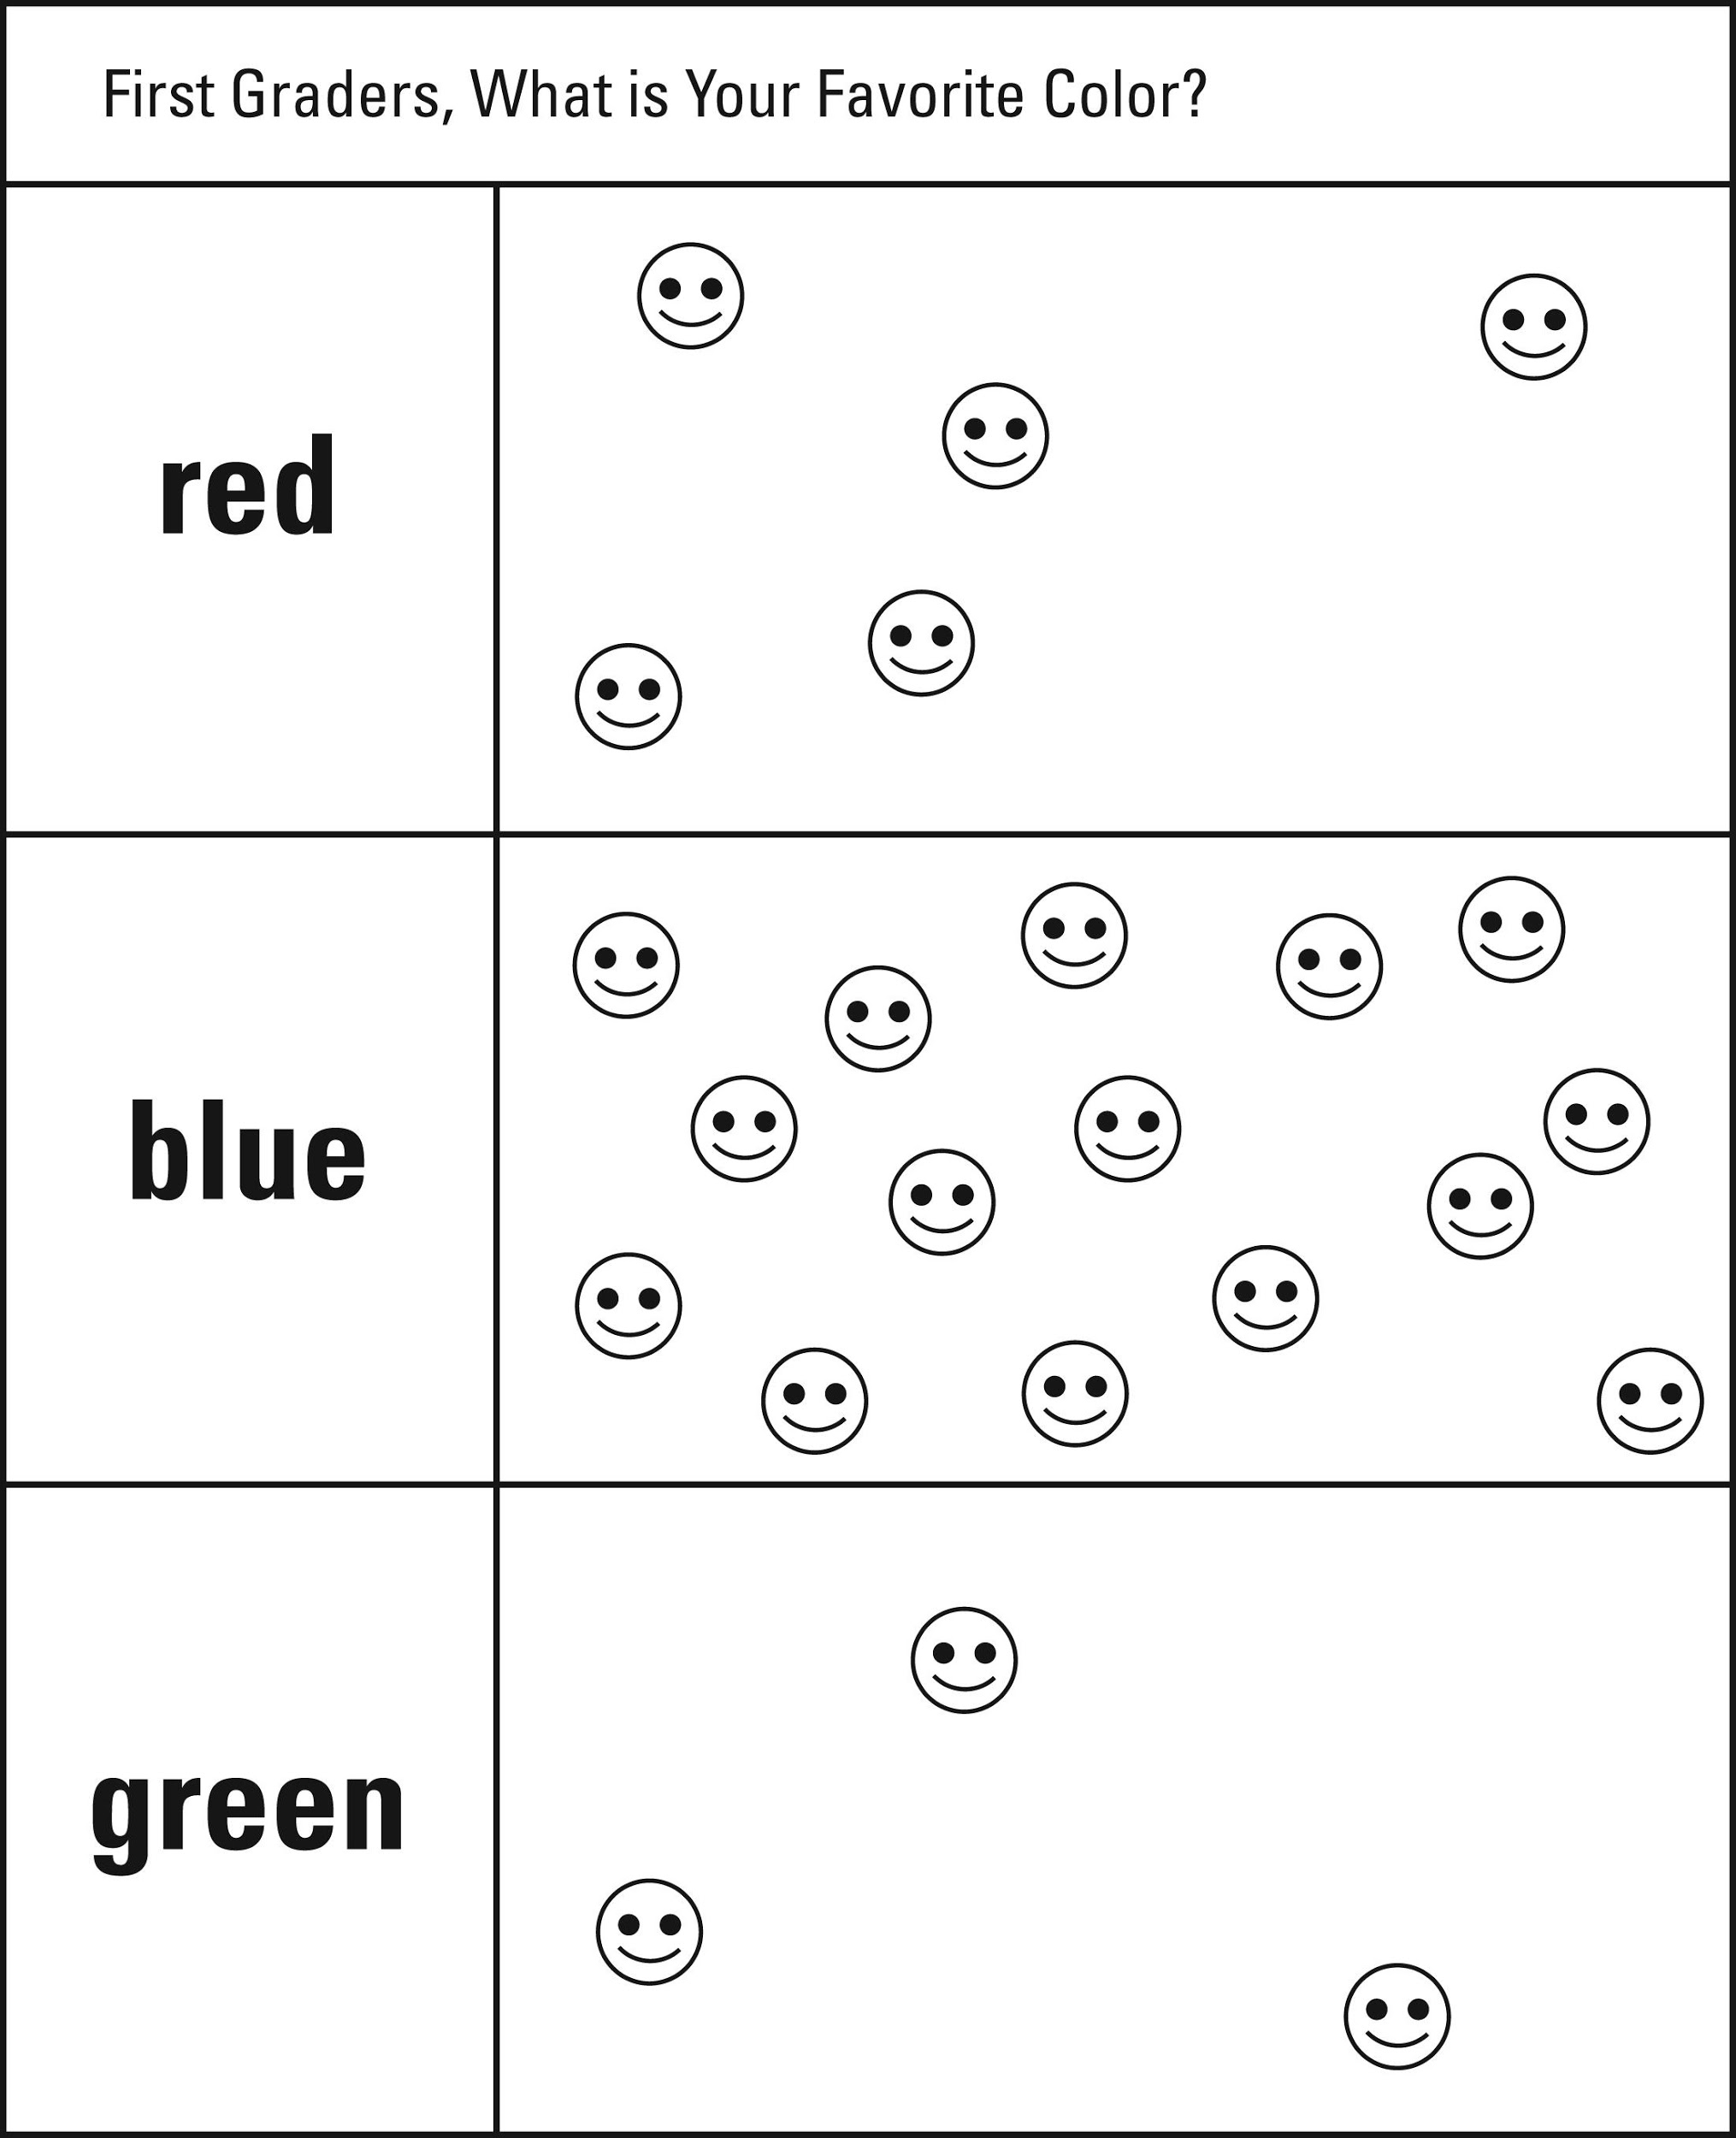 First Graders, What is Your Favorite Color?
red
blue
green